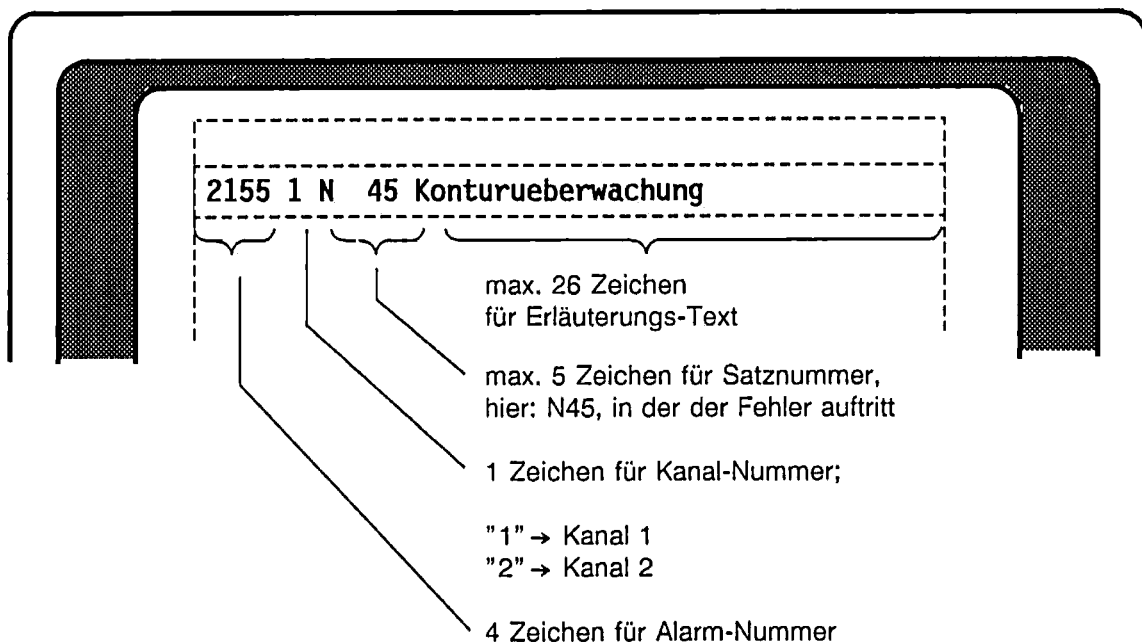 2155 1 N 45 Konturueberwachung
max. 26 Zeichen
für Erläuterungs-Text
max. 5 Zeichen für Satznummer,
hier: N45, in der der Fehler auftritt
1 Zeichen für Kanal-Nummer;
"1" → Kanal 1
"2" → Kanal 2
4 Zeichen für Alarm-Nummer